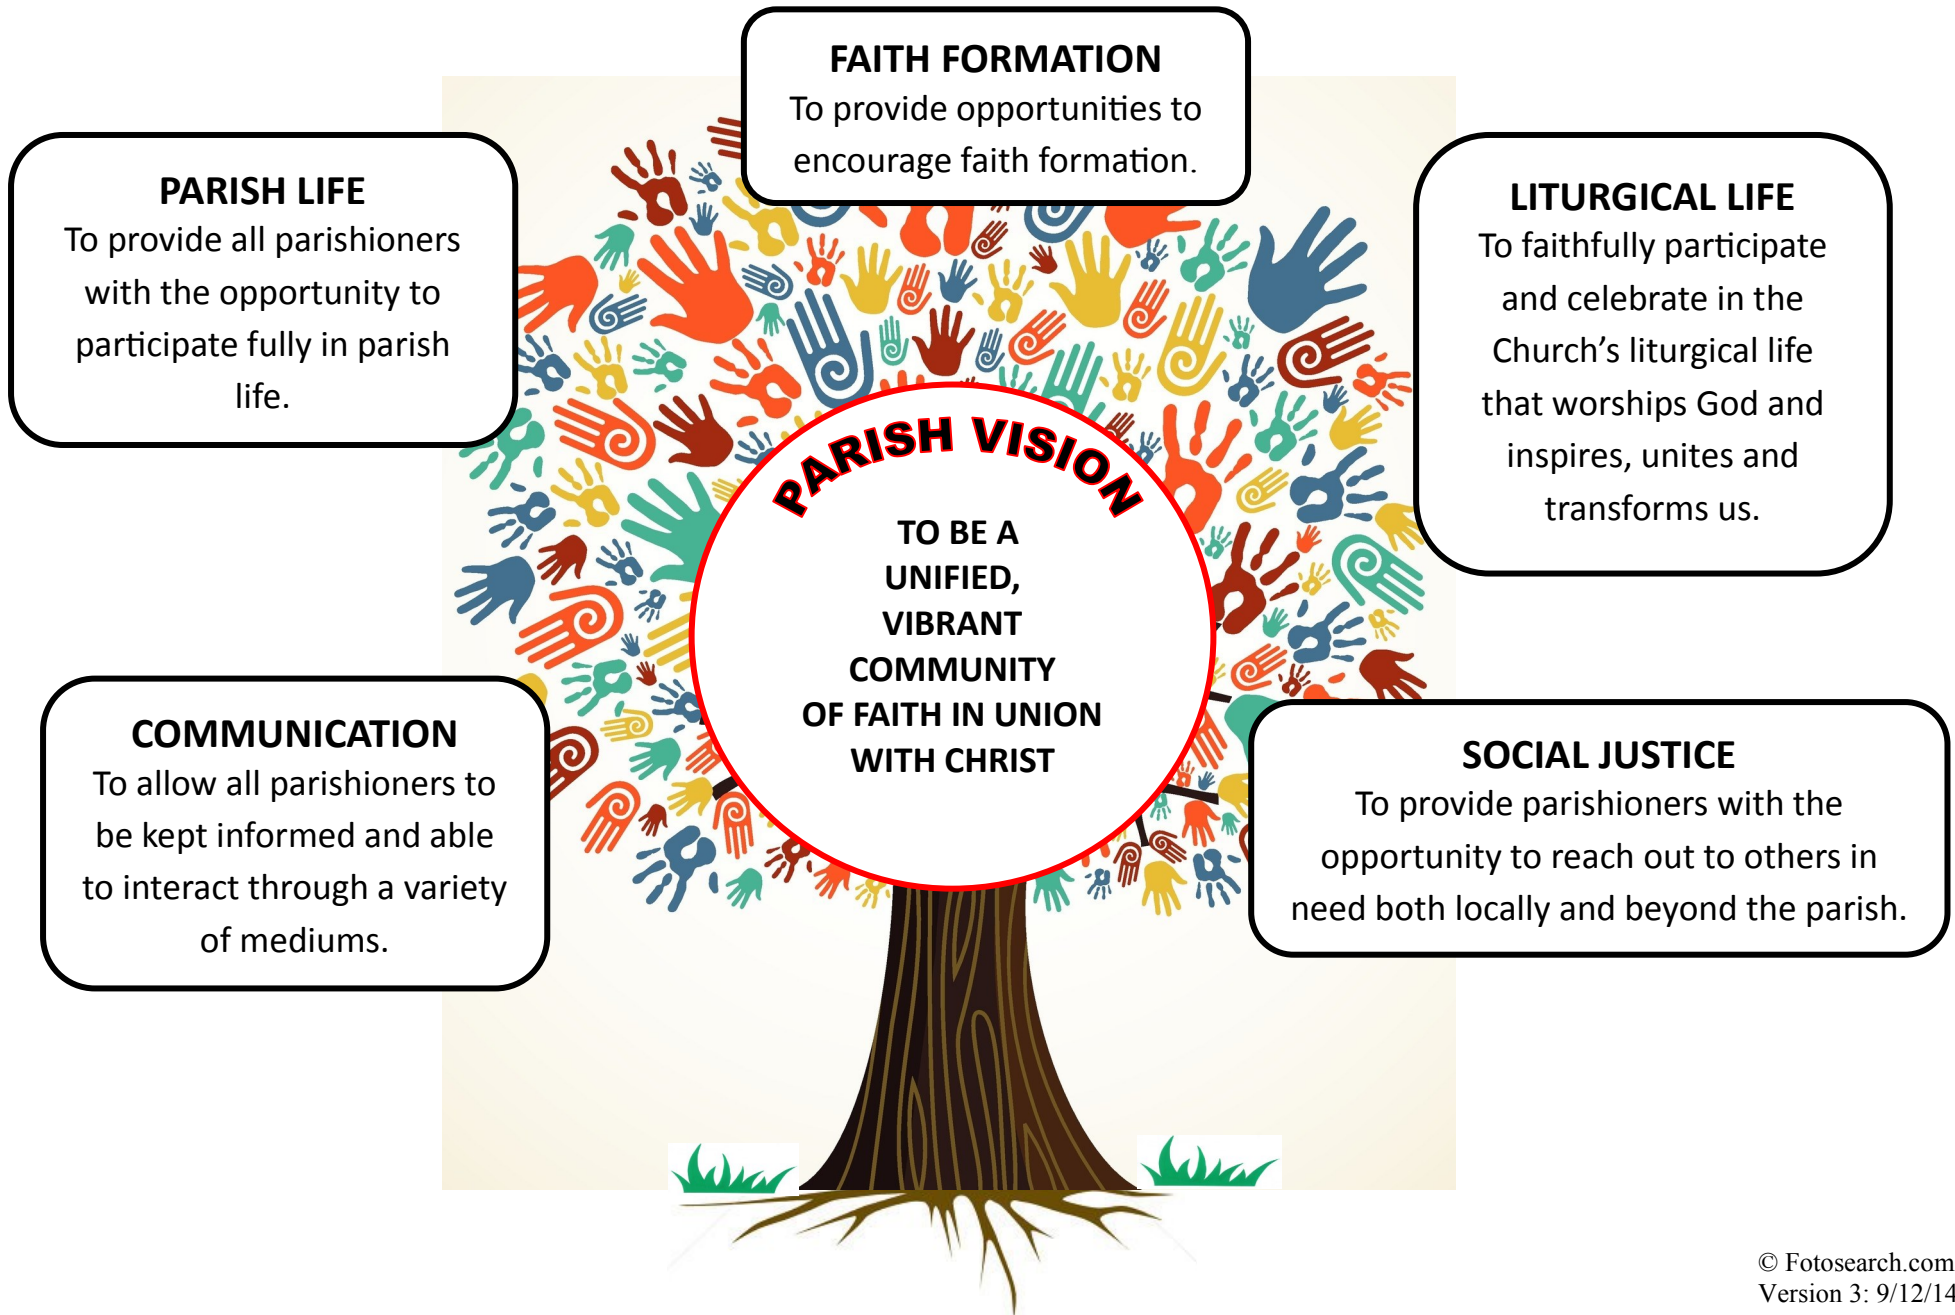 FAITH FORMATION
To provide opportunities to
encourage faith formation.
PARISH LIFE
To provide all parishioners
with the opportunity to
participate fully in parish
life.
LITURGICAL LIFE
To faithfully participate
and celebrate in the
Church’s liturgical life
that worships God and
inspires, unites and
transforms us.
PARISH VISION
TO BE A
UNIFIED,
VIBRANT
COMMUNITY
OF FAITH IN UNION
WITH CHRIST
COMMUNICATION
To allow all parishioners to
be kept informed and able
to interact through a variety
of mediums.
SOCIAL JUSTICE
To provide parishioners with the
opportunity to reach out to others in
need both locally and beyond the parish.
© Fotosearch.com
Version 3: 9/12/14